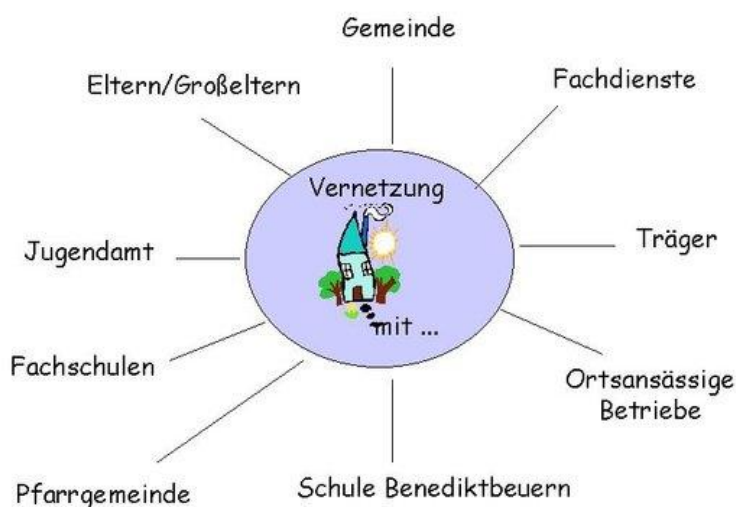 Gemeinde
Eltern/Großeltern
Fachdienste
Vernetzung
Jugendamt
Träger
mit ...
Fachschulen
Ortsansässige
Betriebe
Pfarrgemeinde
Schule Benediktbeuern